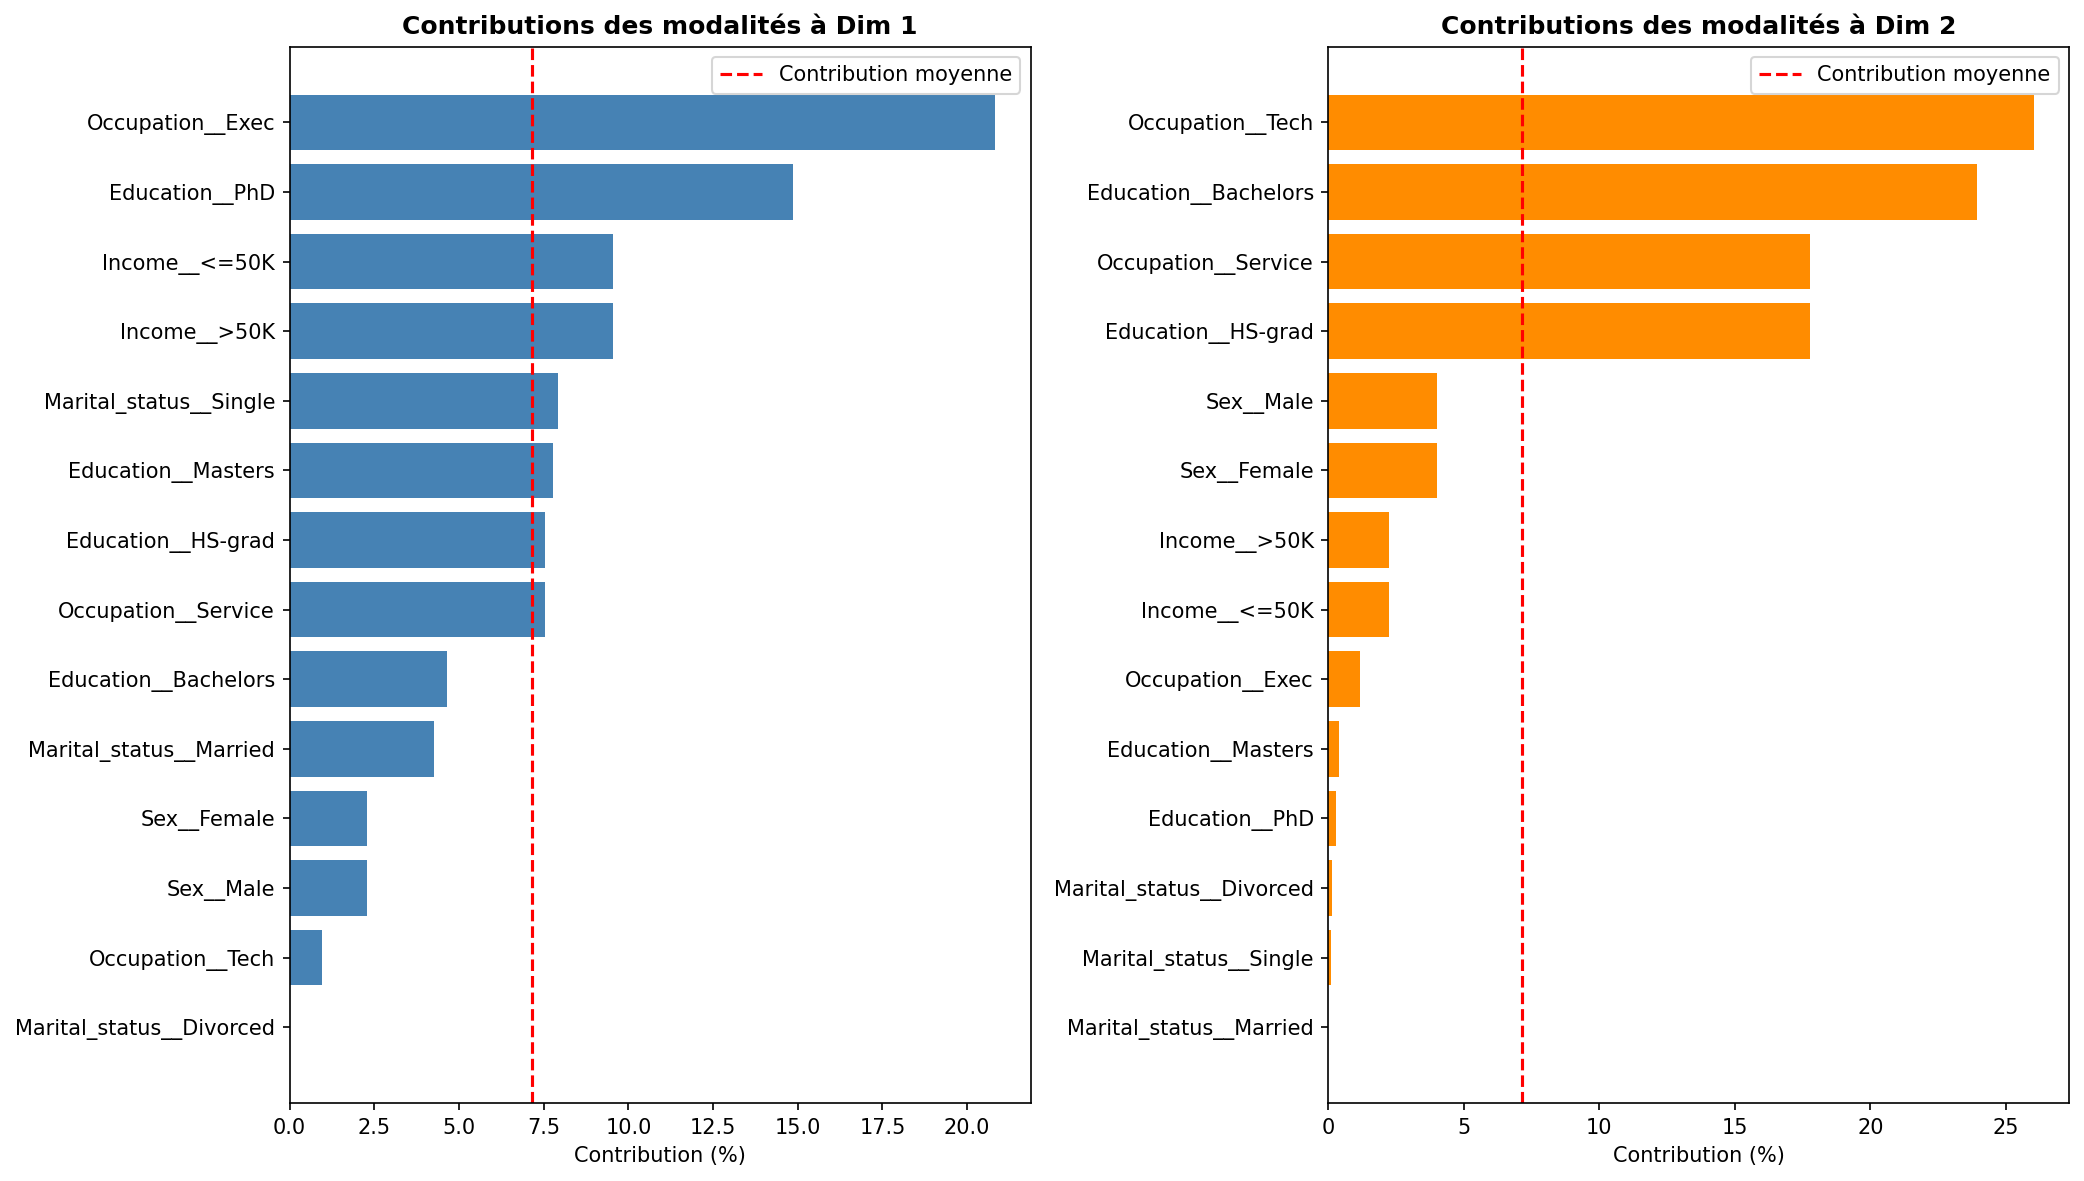 Contributions des modalités à Dim 1
Contribution moyenne
Occupation__Exec
Education__PhD
Income__<=50K
Income__>50K
Marital_status__Single
Education__Masters
Education__HS-grad
Occupation__Service
Education__Bachelors
Marital_status__Married
Sex__Female
Sex__Male
Occupation__Tech
Marital_status__Divorced
0.0 2.5 5.0 7.5 10.0 12.5 15.0 17.5 20.0
Contribution (%)
Contributions des modalités à Dim 2
Contribution moyenne
Occupation__Tech
Education__Bachelors
Occupation__Service
Education__HS-grad
Sex__Male
Sex__Female
Income__>50K
Income__<=50K
Occupation__Exec
Education__Masters
Education__PhD
Marital_status__Divorced
Marital_status__Single
Marital_status__Married
0 5 10 15 20 25
Contribution (%)